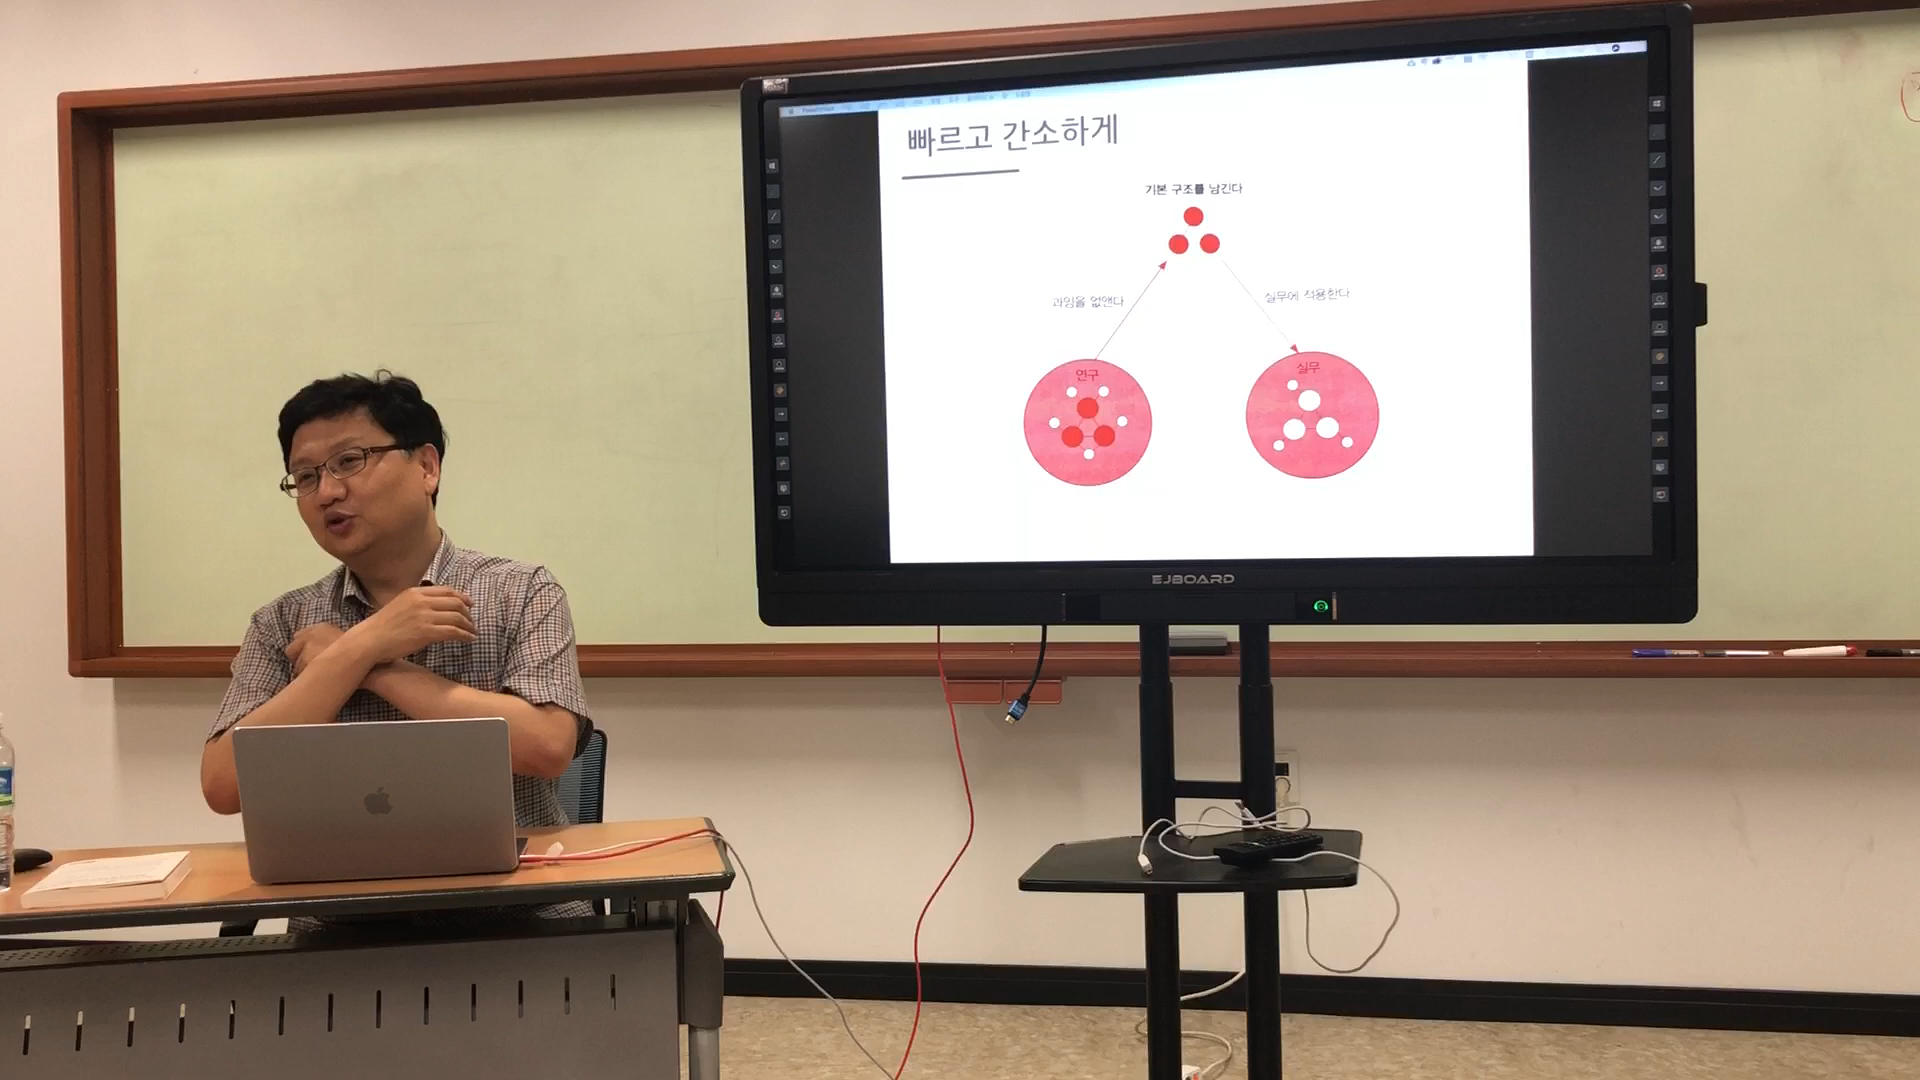 빠르고 간소하게
기본 구조를 남긴다
과잉을 없앤다
실무에 적용한다
연구
실무
EJBOARD